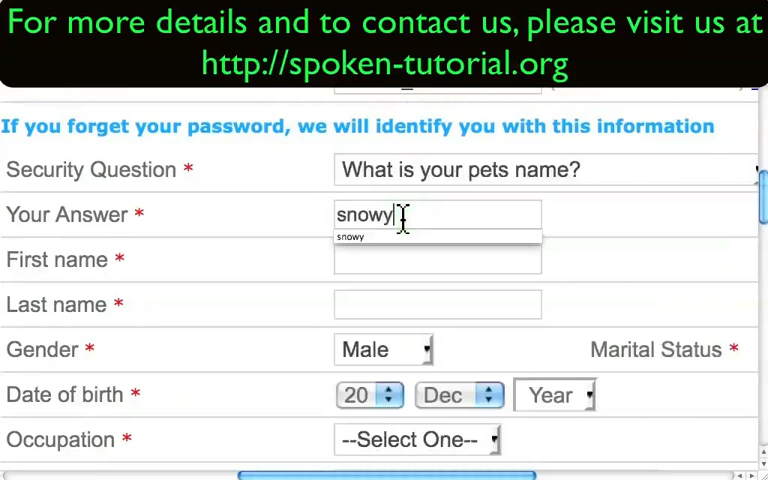 For more details and to contact us, please visit us at
http://spoken-tutorial.org
If you forget your password, we will identify you with this information
Security Question * What is your pets name?
Your Answer * snowy
snowy
First name *
Last name *
Gender * Male Marital Status *
Date of birth * 20 Dec Year
Occupation * --Select One--